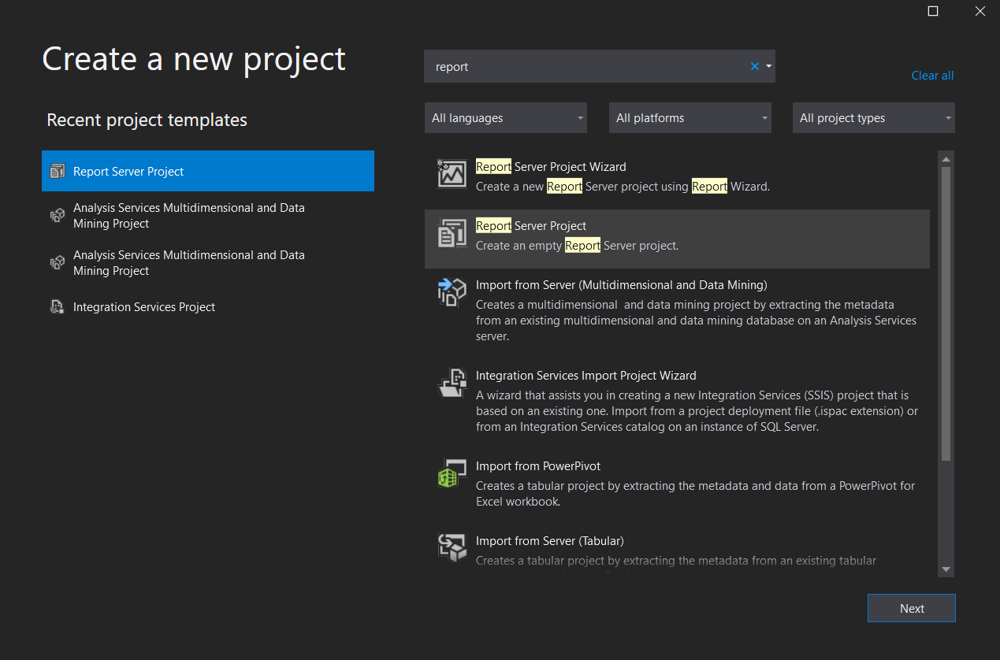 Create a new project
Recent project templates
Report Server Project
Analysis Services Multidimensional and Data
Mining Project
Analysis Services Multidimensional and Data
Mining Project
Integration Services Project
report
Clear all
All languages
All platforms
All project types
Report Server Project Wizard
Create a new Report Server project using Report Wizard.
Report Server Project
Create an empty Report Server project.
Import from Server (Multidimensional and Data Mining)
Creates a multidimensional  and data mining project by extracting the metadata
from an existing multidimensional and data mining database on an Analysis Services
server.
Integration Services Import Project Wizard
A wizard that assists you in creating a new Integration Services (SSIS) project that is
based on an existing one. Import from a project deployment file (.ispac extension) or
from an Integration Services catalog on an instance of SQL Server.
Import from PowerPivot
Creates a tabular project by extracting the metadata and data from a PowerPivot for
Excel workbook.
Import from Server (Tabular)
Creates a tabular project by extracting the metadata from an existing tabular
Next